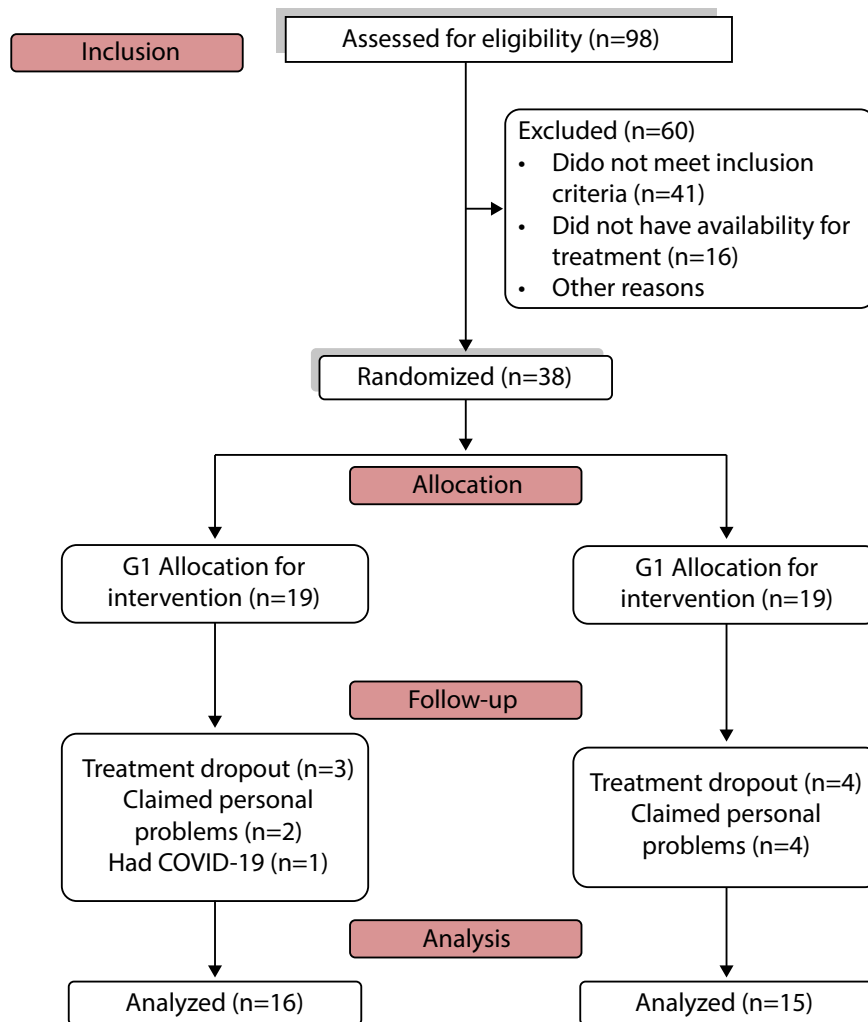 Assessed for eligibility (n=98)
Inclusion
Excluded (n=60)
• Dido not meet inclusion
criteria (n=41)
• Did not have availability for
treatment (n=16)
• Other reasons
Randomized (n=38)
Allocation
G1 Allocation for
intervention (n=19)
G1 Allocation for
intervention (n=19)
Follow-up
Treatment dropout (n=3)
Claimed personal
problems (n=2)
Had COVID-19 (n=1)
Treatment dropout (n=4)
Claimed personal
problems (n=4)
Analysis
Analyzed (n=16)
Analyzed (n=15)